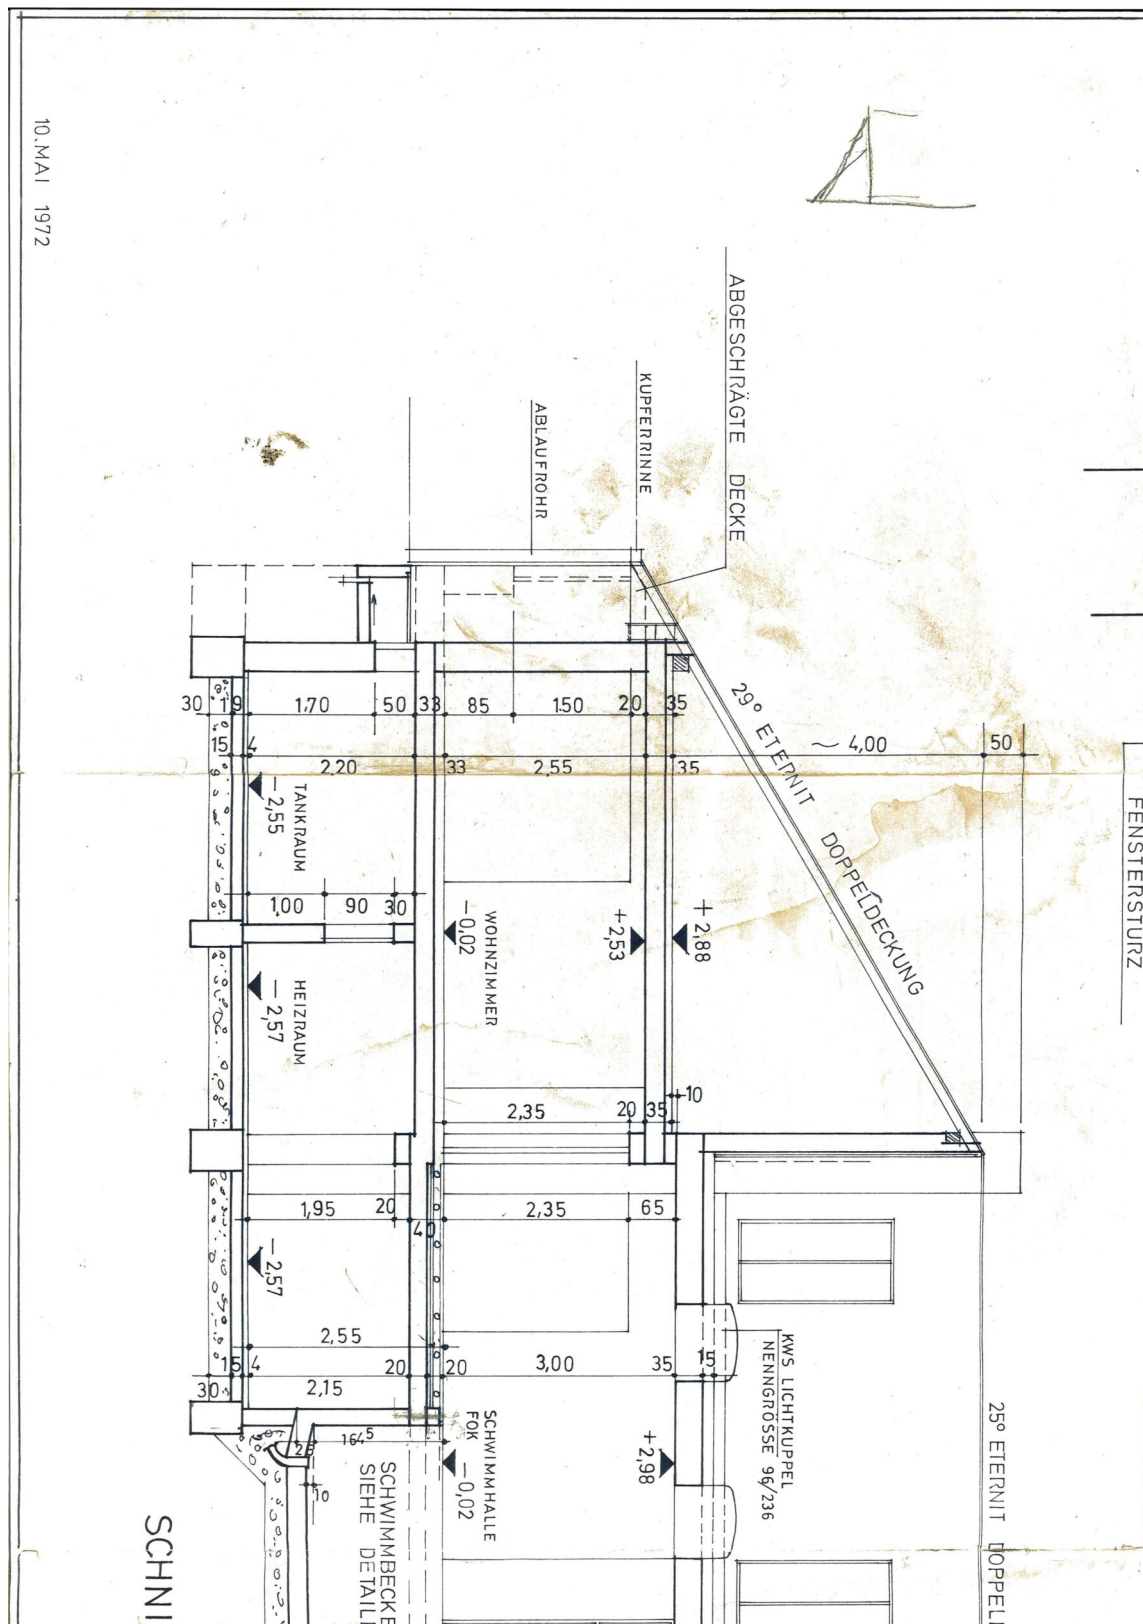 10.MAI 1972
ABGESCHRÄGTE DECKE
KUPFERRINNE
ABLAUFROHR
29° ETERNIT DOPPELDECKUNG
FENSTERSTURZ
30 19 1.70 50 33 85 1.50 20 35
15 4 2,20 33 2,55 35 ~ 4,00 50
TANKRAUM
−2,55
1,00 90 30
WOHNZIMMER
−0,02
+2,53
+2,88
HEIZRAUM
−2,57
2,35 20 35 10
1,95 20 40 2,35 65
−2,57
2,55
30 15 4 2,15 20 20 3,00 35 15
KWS LICHTKUPPEL
NENNGRÖSSE 96/236
25° ETERNIT
SCHWIMMHALLE
FOK −0,02
+2,98
164⁵
10
SCHWIMMBECKE
SIEHE DETAIL
SCHNI